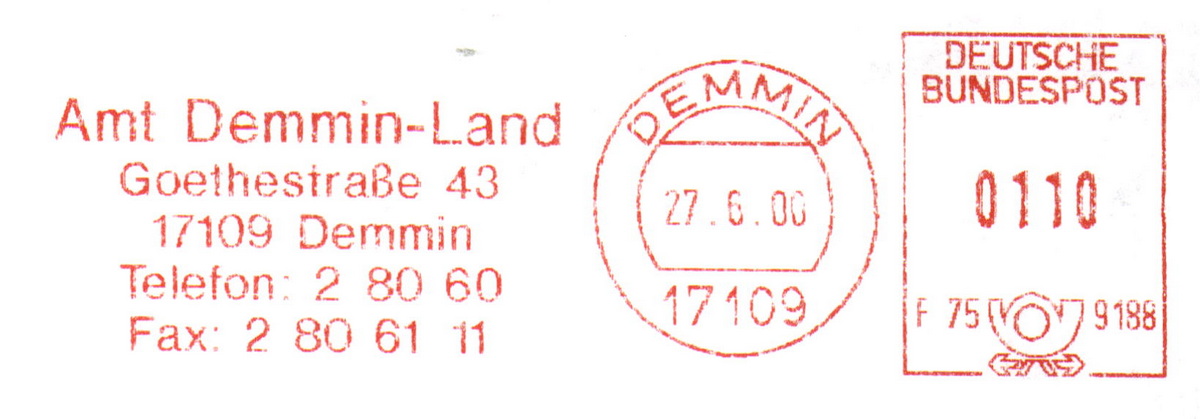 Amt Demmin-Land
Goethestraße 43
17109 Demmin
Telefon: 2 80 60
Fax: 2 80 61 11
DEMMIN
27.6.00
17109
DEUTSCHE
BUNDESPOST
0110
F 75 9188